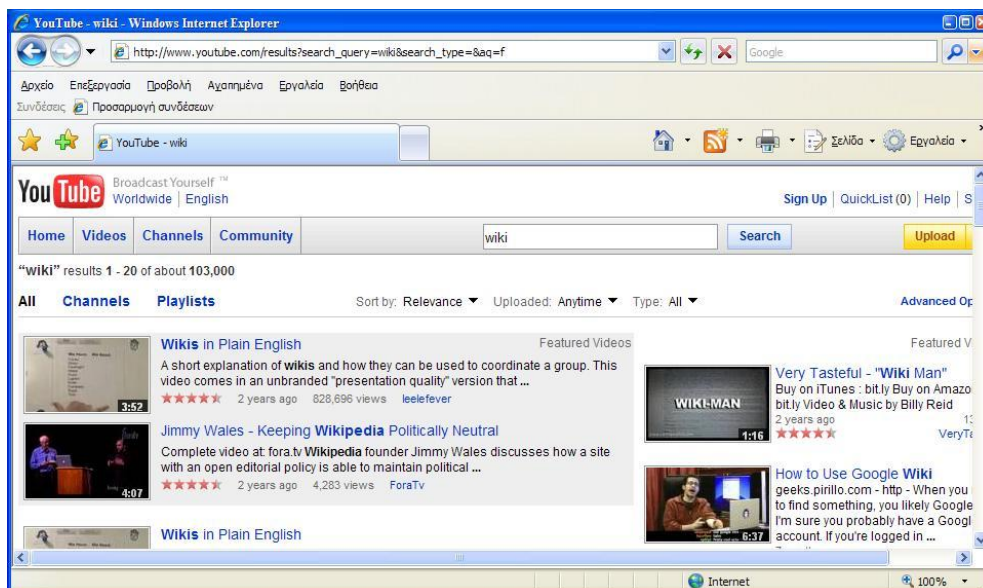 YouTube - wiki - Windows Internet Explorer
http://www.youtube.com/results?search_query=wiki&search_type=&aq=f
Google
Αρχείο Επεξεργασία Προβολή Αγαπημένα Εργαλεία Βοήθεια
Συνδέσεις Προσαρμογή συνδέσεων
YouTube - wiki
Σελίδα Εργαλεία
YouTube
Broadcast Yourself ™
Worldwide | English
Sign Up | QuickList (0) | Help | S
Home Videos Channels Community
wiki
Search
Upload
“wiki” results 1 - 20 of about 103,000
All Channels Playlists
Sort by: Relevance Uploaded: Anytime Type: All
Advanced Op
Wikis in Plain English
Featured Videos
A short explanation of wikis and how they can be used to coordinate a group. This
video comes in an unbranded "presentation quality" version that ...
2 years ago 828,696 views leelefever
3:52
Jimmy Wales - Keeping Wikipedia Politically Neutral
Complete video at: fora.tv Wikipedia founder Jimmy Wales discusses how a site
with an open editorial policy is able to maintain political ...
2 years ago 4,283 views ForaTv
4:07
Wikis in Plain English
Featured V
Very Tasteful - "Wiki Man"
Buy on iTunes : bit.ly Buy on Amazo
bit.ly Video & Music by Billy Reid
2 years ago 13
VeryTa
WIKI-MAN
1:16
How to Use Google Wiki
geeks.pirillo.com - http - When you
to find something, you likely Google
I'm sure you probably have a Googl
account. If you're logged in ...
6:37
Internet
100%